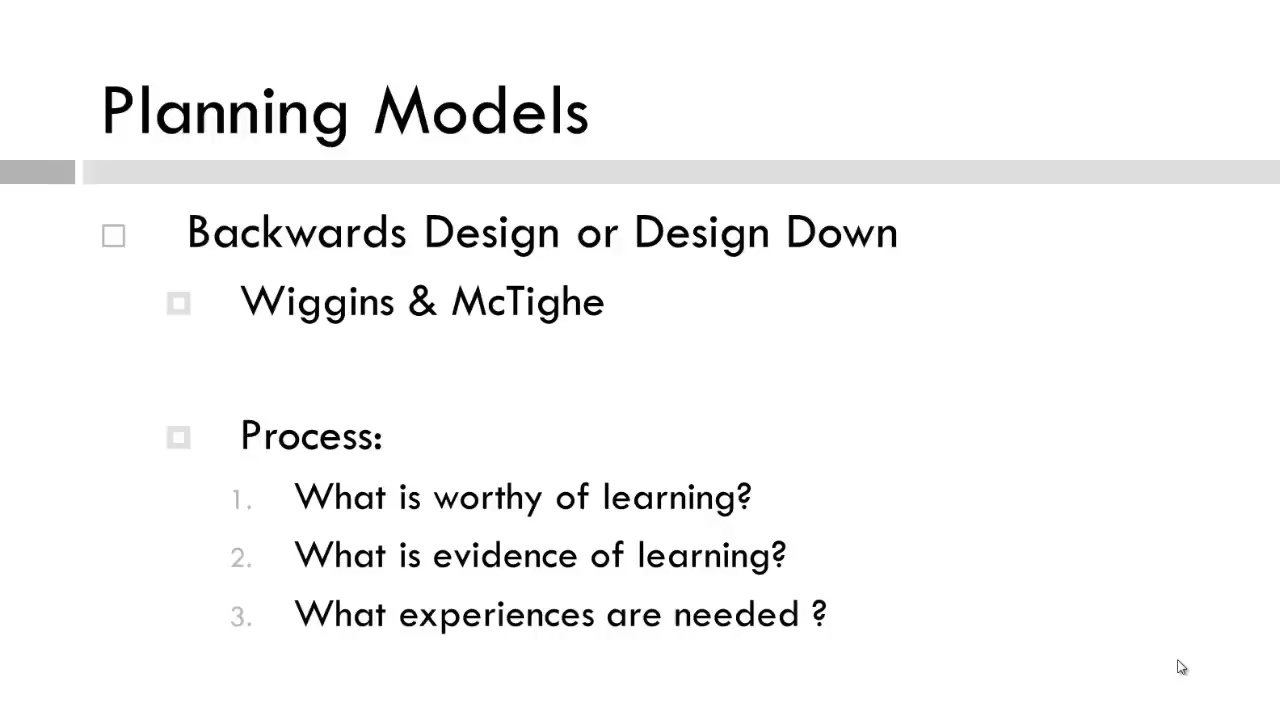 Planning Models
Backwards Design or Design Down
Wiggins & McTighe
Process:
1. What is worthy of learning?
2. What is evidence of learning?
3. What experiences are needed ?